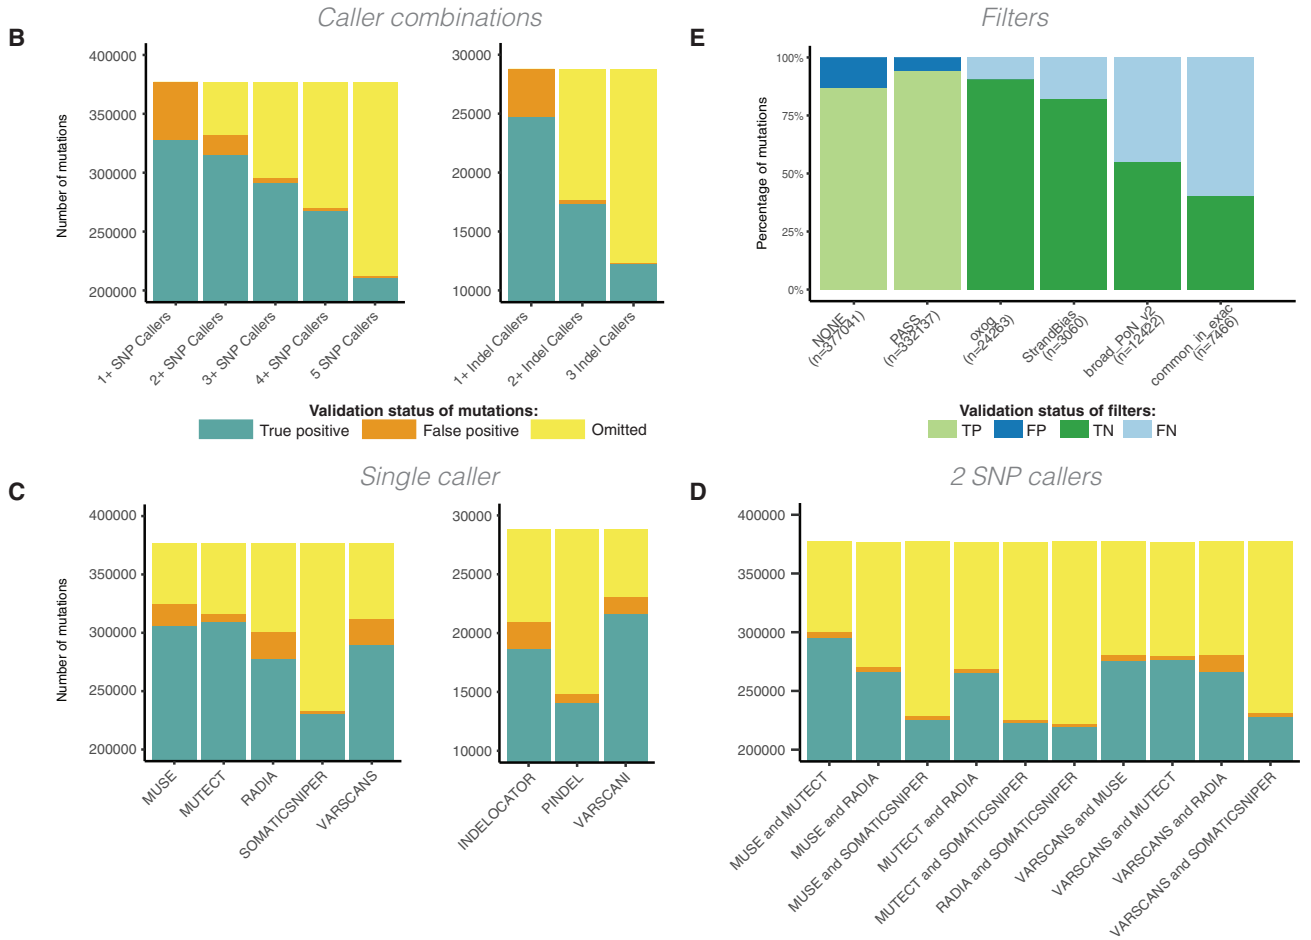 Caller combinations
B
400000
350000
300000
250000
200000
Number of mutations
1+ SNP Callers
2+ SNP Callers
3+ SNP Callers
4+ SNP Callers
5 SNP Callers
30000
25000
20000
15000
10000
1+ Indel Callers
2+ Indel Callers
3 Indel Callers
Validation status of mutations:
True positive
False positive
Omitted
Filters
E
100%
75%
50%
25%
0%
Percentage of mutations
NONE
(n=377041)
PASS
(n=332137)
oxog
(n=24263)
StrandBias
(n=3060)
broad_PoN_v2
(n=12422)
common_in_exac
(n=7466)
Validation status of filters:
TP
FP
TN
FN
Single caller
C
400000
350000
300000
250000
200000
Number of mutations
MUSE
MUTECT
RADIA
SOMATICSNIPER
VARSCANS
30000
25000
20000
15000
10000
INDELOCATOR
PINDEL
VARSCANI
2 SNP callers
D
400000
350000
300000
250000
200000
MUSE and MUTECT
MUSE and RADIA
MUSE and SOMATICSNIPER
MUTECT and RADIA
MUTECT and SOMATICSNIPER
RADIA and SOMATICSNIPER
VARSCANS and MUSE
VARSCANS and MUTECT
VARSCANS and RADIA
VARSCANS and SOMATICSNIPER